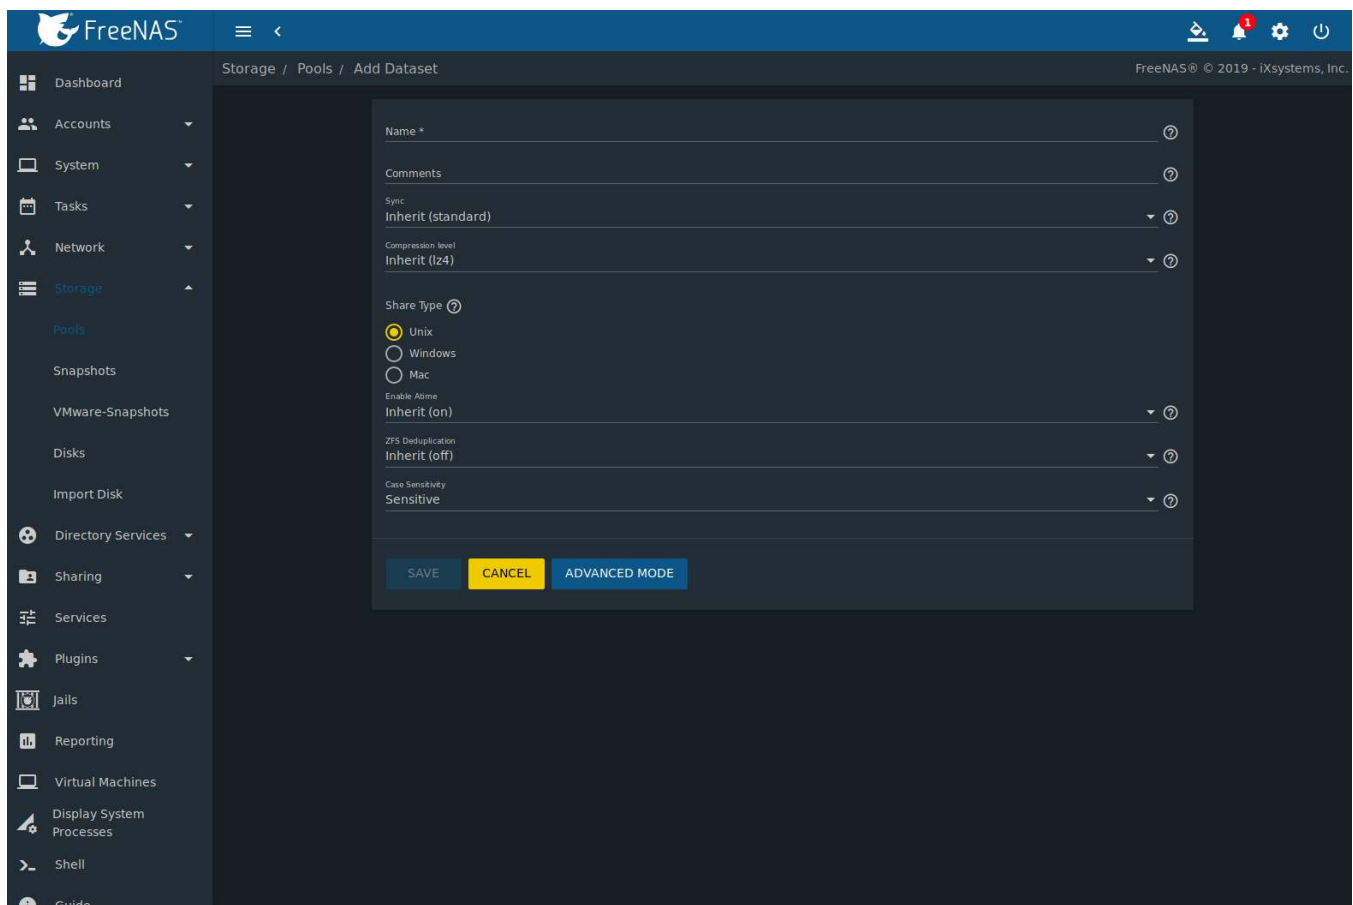 FreeNAS
1
Storage / Pools / Add Dataset
FreeNAS® © 2019 - iXsystems, Inc.
Dashboard
Accounts
System
Tasks
Network
Storage
Pools
Snapshots
VMware-Snapshots
Disks
Import Disk
Directory Services
Sharing
Services
Plugins
Jails
Reporting
Virtual Machines
Display System
Processes
Shell
Guide
Name *
Comments
Sync
Inherit (standard)
Compression level
Inherit (lz4)
Share Type
Unix
Windows
Mac
Enable Atime
Inherit (on)
ZFS Deduplication
Inherit (off)
Case Sensitivity
Sensitive
SAVE
CANCEL
ADVANCED MODE